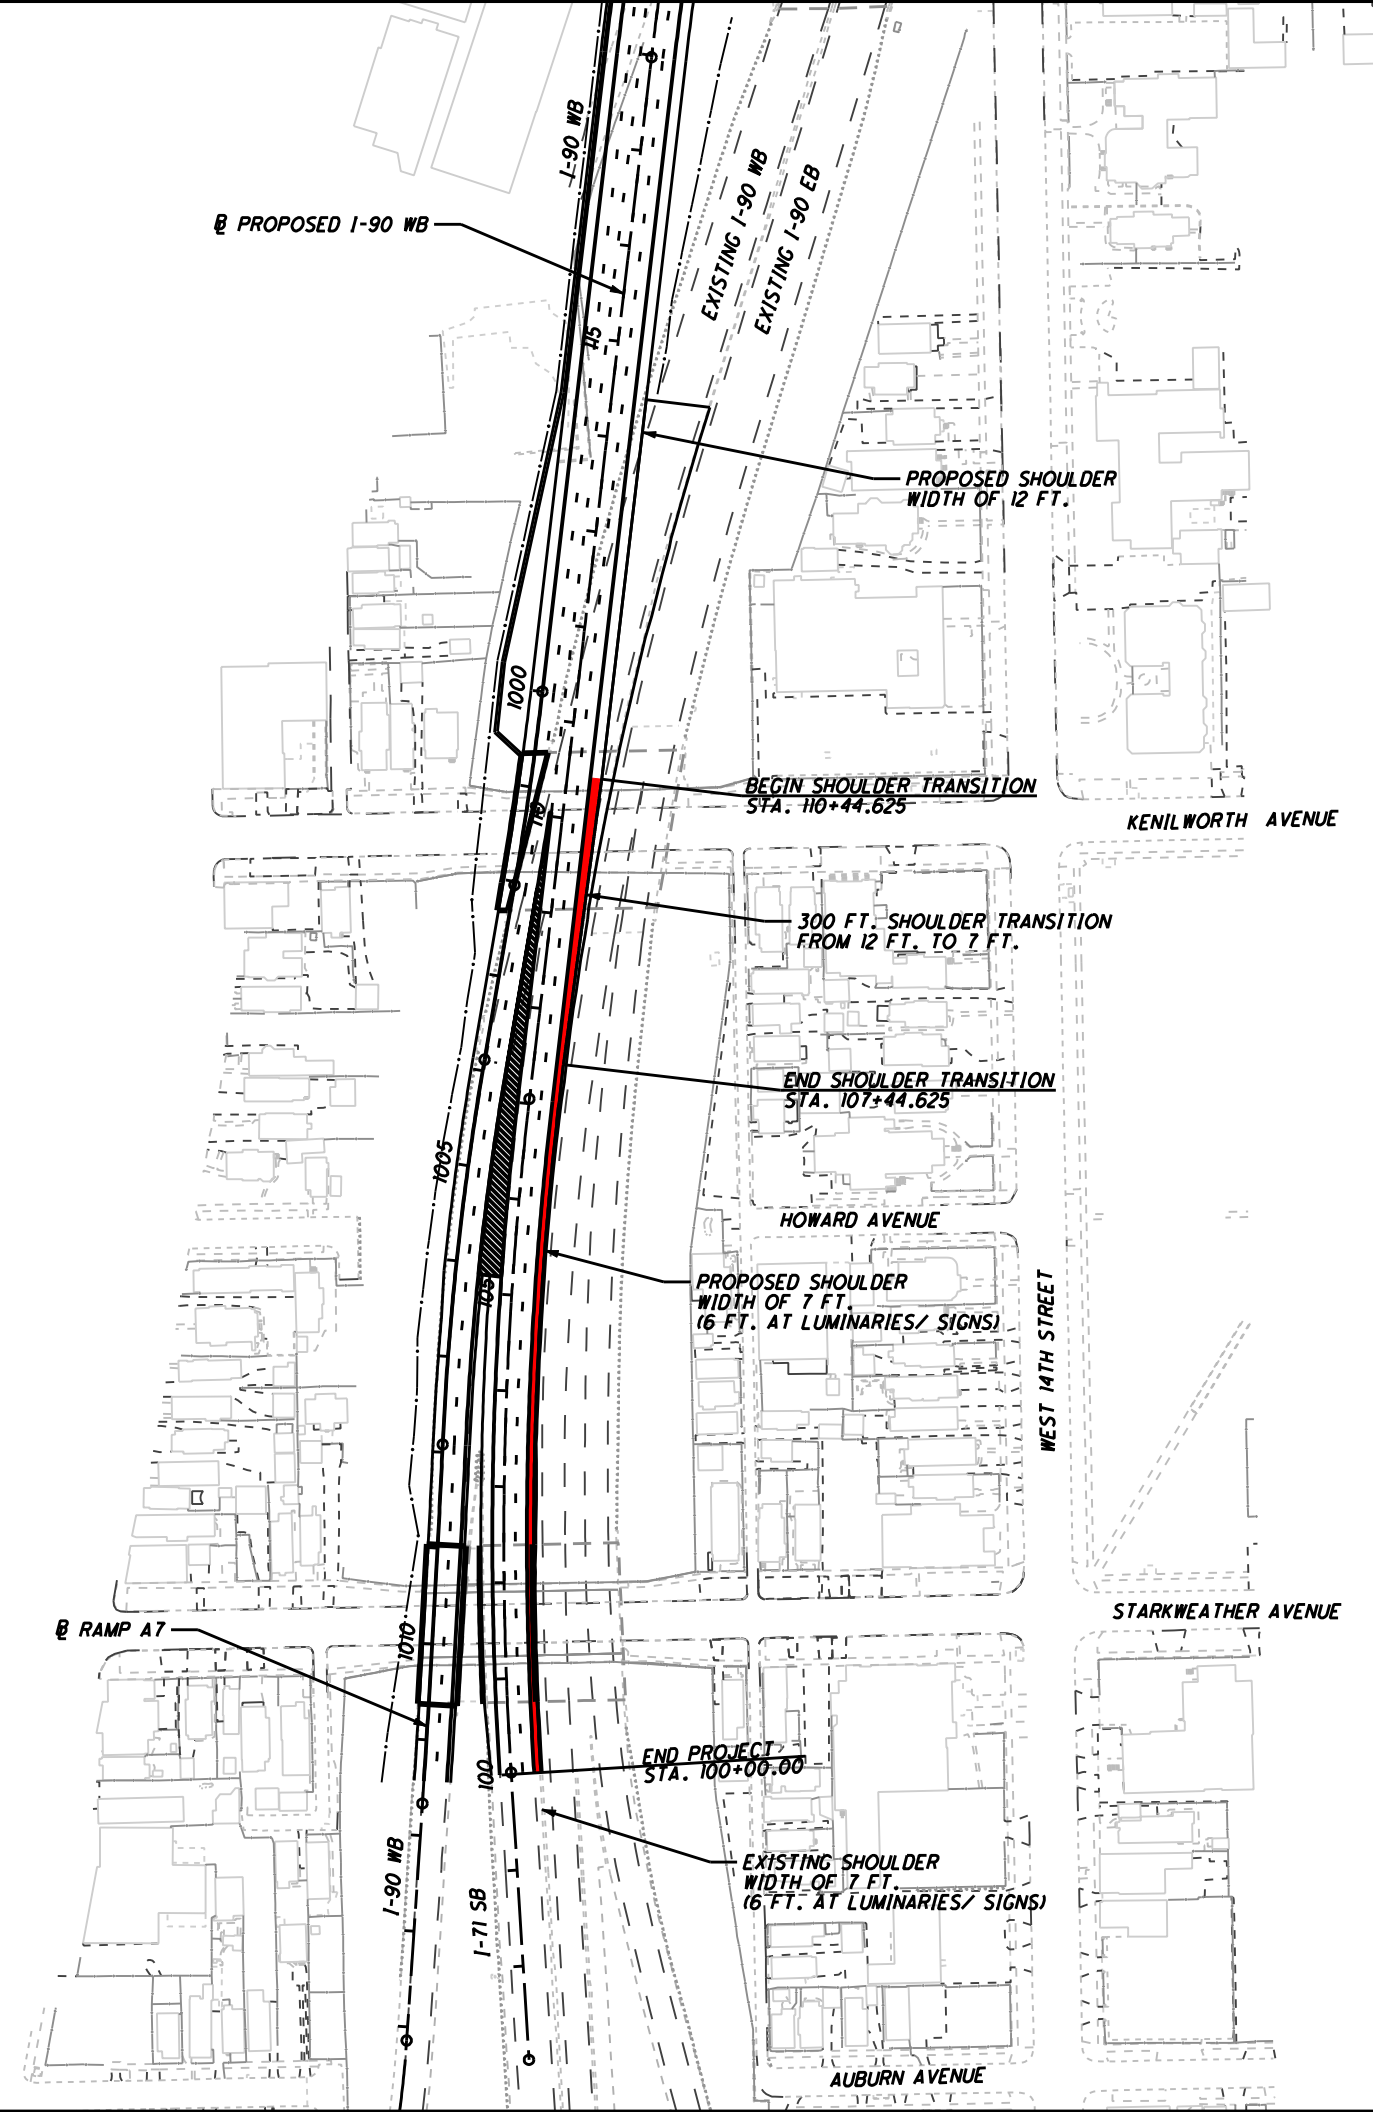 I-90 WB
EXISTING I-90 WB
EXISTING I-90 EB
℄ PROPOSED I-90 WB
115
PROPOSED SHOULDER
WIDTH OF 12 FT.
1000
BEGIN SHOULDER TRANSITION
STA. 110+44.625
110
KENILWORTH AVENUE
300 FT. SHOULDER TRANSITION
FROM 12 FT. TO 7 FT.
END SHOULDER TRANSITION
STA. 107+44.625
1005
HOWARD AVENUE
105
PROPOSED SHOULDER
WIDTH OF 7 FT.
(6 FT. AT LUMINARIES/ SIGNS)
WEST 14TH STREET
STARKWEATHER AVENUE
℄ RAMP A7
1010
END PROJECT
STA. 100+00.00
100
I-90 WB
I-71 SB
EXISTING SHOULDER
WIDTH OF 7 FT.
(6 FT. AT LUMINARIES/ SIGNS)
AUBURN AVENUE